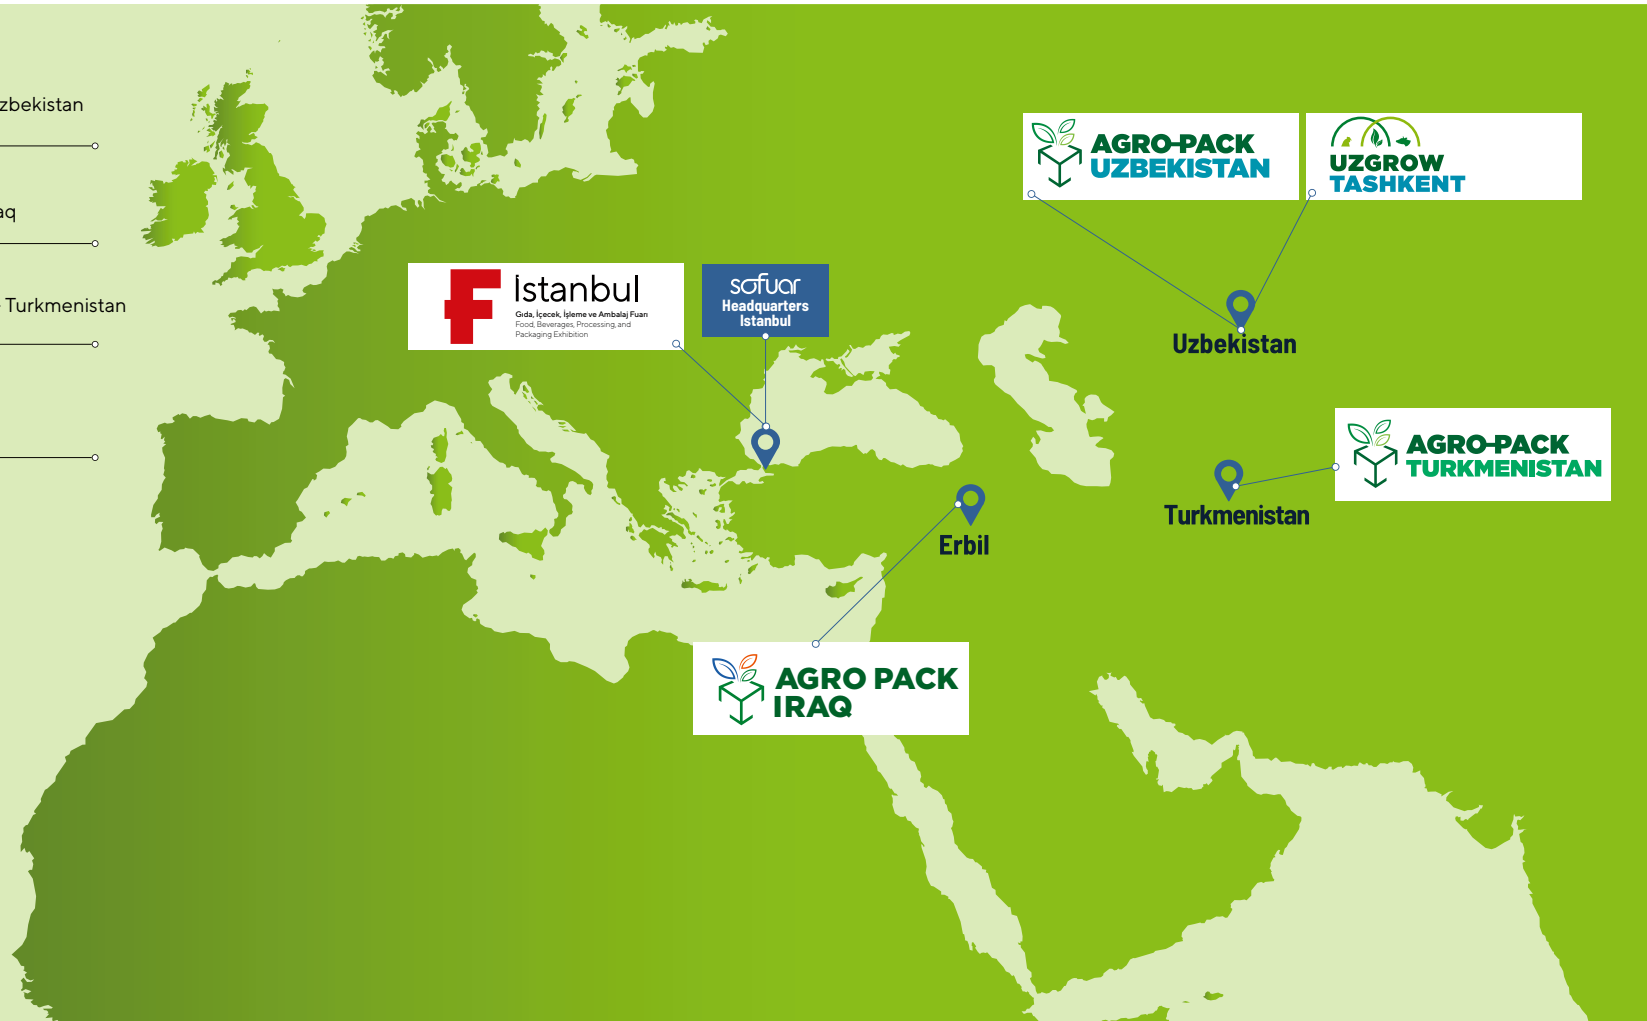 zbekistan
aq
Turkmenistan
AGRO-PACK
UZBEKISTAN
UZGROW
TASHKENT
F
İstanbul
Gıda, İçecek, İşleme ve Ambalaj Fuarı
Food, Beverages, Processing, and
Packaging Exhibition
sofuar
Headquarters
Istanbul
Uzbekistan
AGRO-PACK
TURKMENISTAN
Turkmenistan
Erbil
AGRO PACK
IRAQ